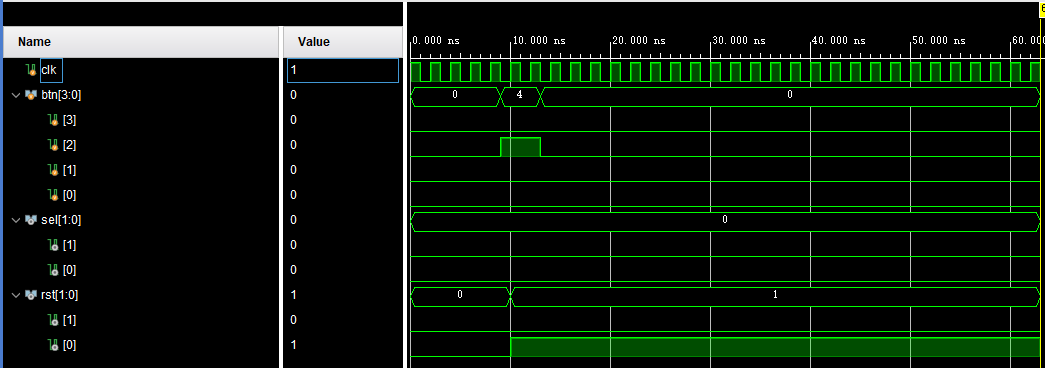 6
Name Value
0.000 ns 10.000 ns 20.000 ns 30.000 ns 40.000 ns 50.000 ns 60.00
clk 1
btn[3:0] 0 0 4 0
[3] 0
[2] 0
[1] 0
[0] 0
sel[1:0] 0 0
[1] 0
[0] 0
rst[1:0] 1 0 1
[1] 0
[0] 1